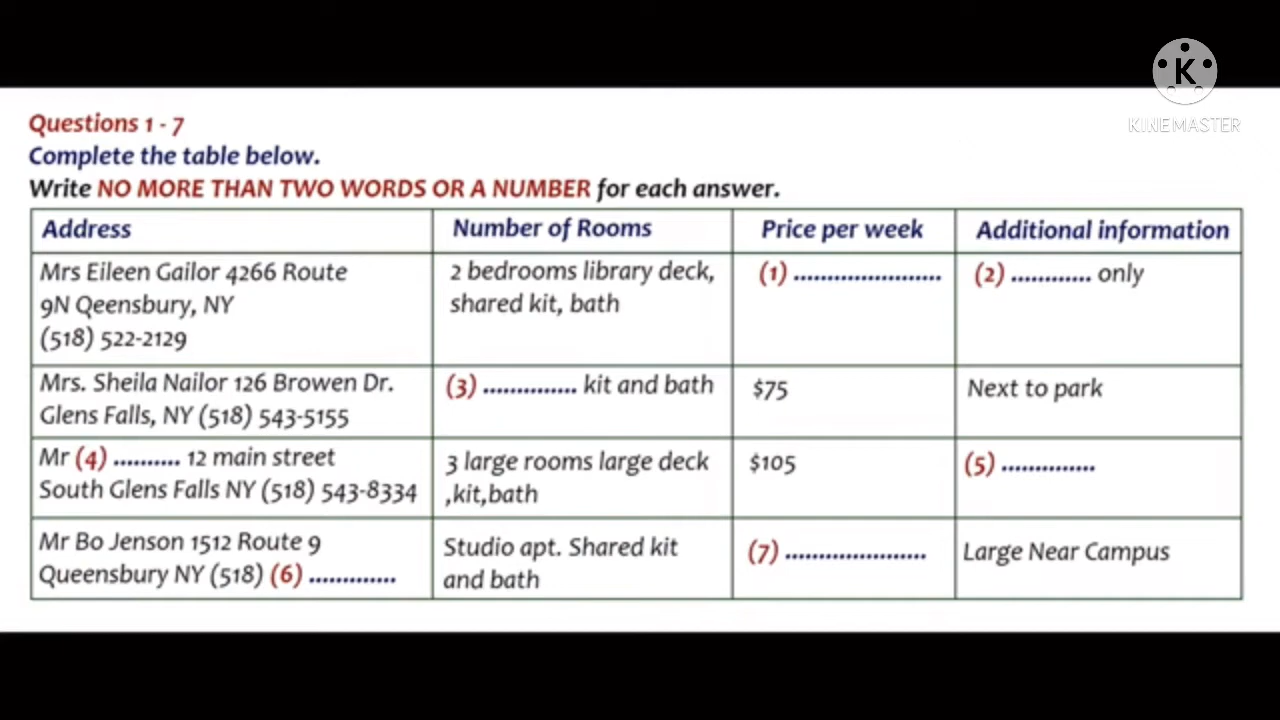 K
KINEMASTER
Questions 1 - 7
Complete the table below.
Write NO MORE THAN TWO WORDS OR A NUMBER for each answer.
Address Number of Rooms Price per week Additional information
Mrs Eileen Gailor 4266 Route
9N Qeensbury, NY
(518) 522-2129
2 bedrooms library deck,
shared kit, bath
(1) ......................
(2) ............ only
Mrs. Sheila Nailor 126 Browen Dr.
Glens Falls, NY (518) 543-5155
(3) .............. kit and bath
$75
Next to park
Mr (4) .......... 12 main street
South Glens Falls NY (518) 543-8334
3 large rooms large deck
,kit,bath
$105
(5) ..............
Mr Bo Jenson 1512 Route 9
Queensbury NY (518) (6) .............
Studio apt. Shared kit
and bath
(7) .....................
Large Near Campus